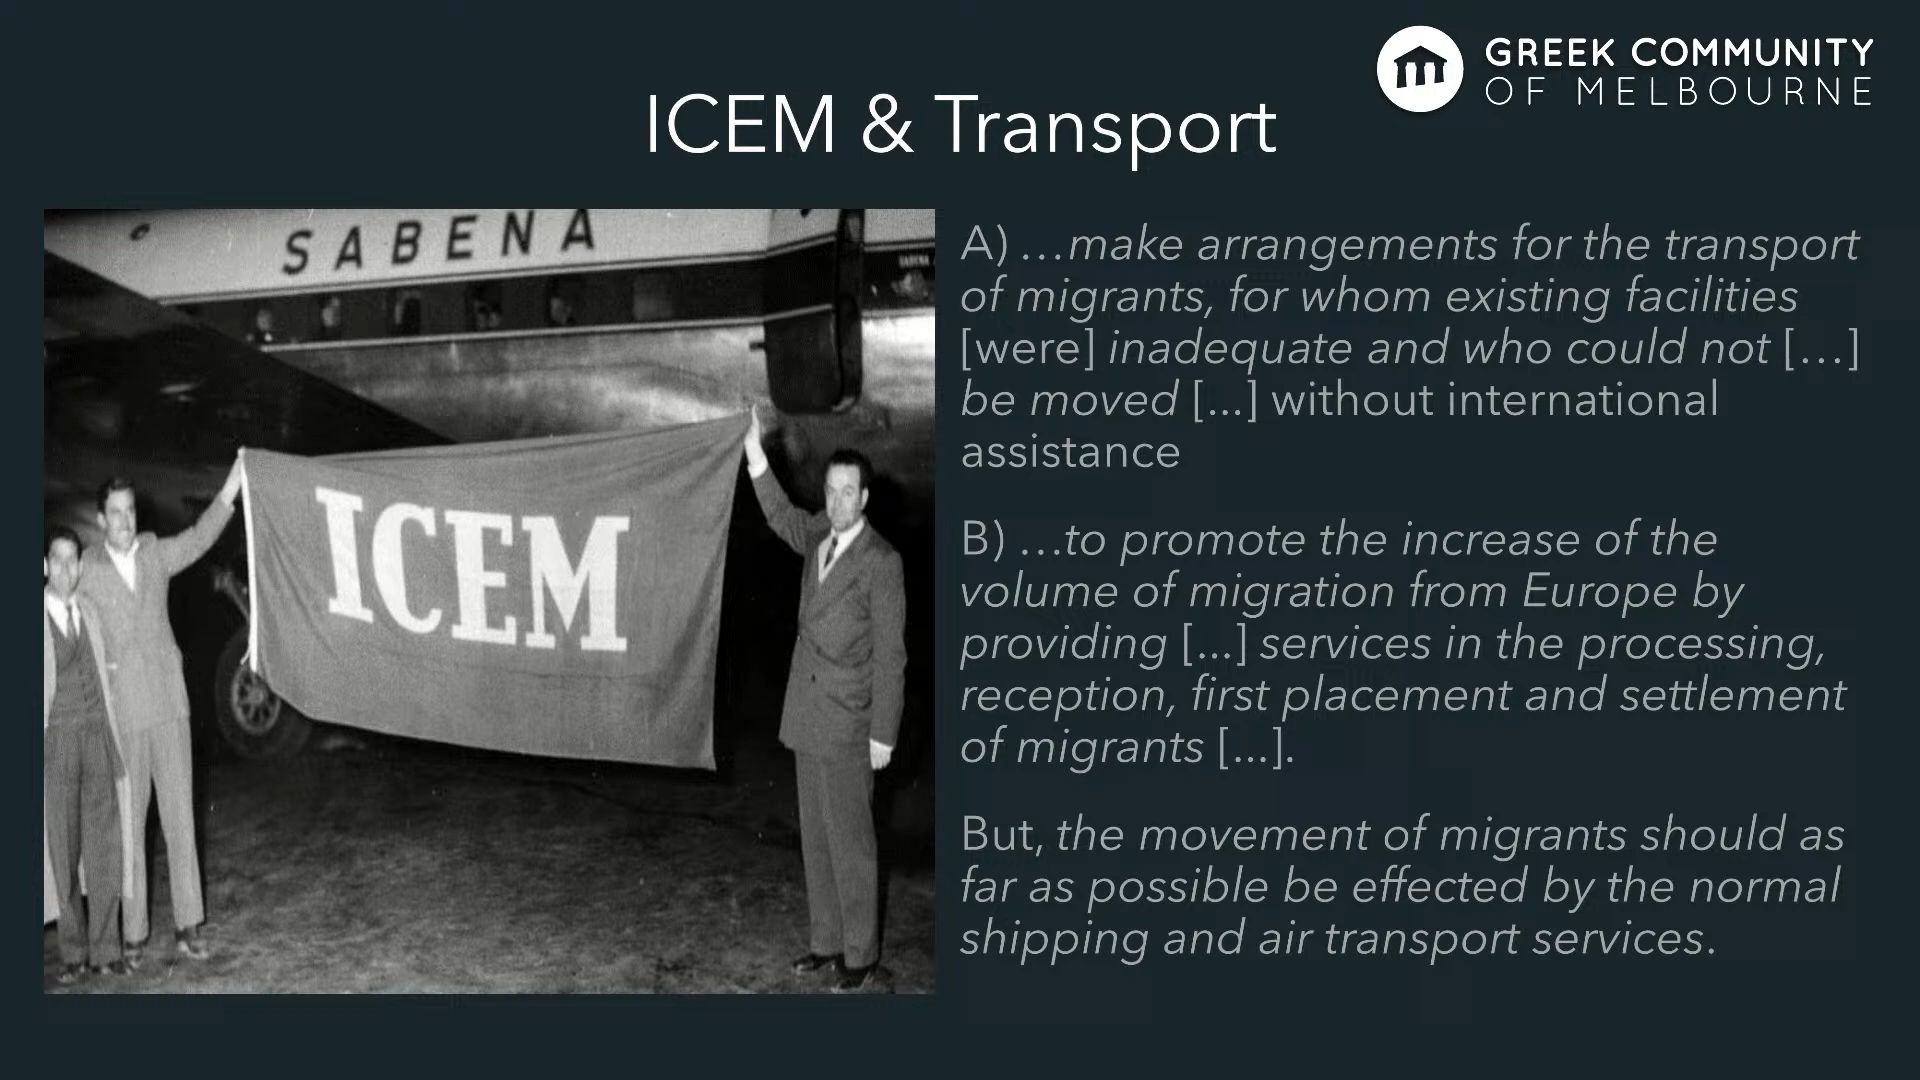 GREEK COMMUNITY
OF MELBOURNE
ICEM & Transport
SABENA
ICEM
A) …make arrangements for the transport
of migrants, for whom existing facilities
[were] inadequate and who could not […]
be moved [...] without international
assistance
B) …to promote the increase of the
volume of migration from Europe by
providing [...] services in the processing,
reception, first placement and settlement
of migrants [...].
But, the movement of migrants should as
far as possible be effected by the normal
shipping and air transport services.